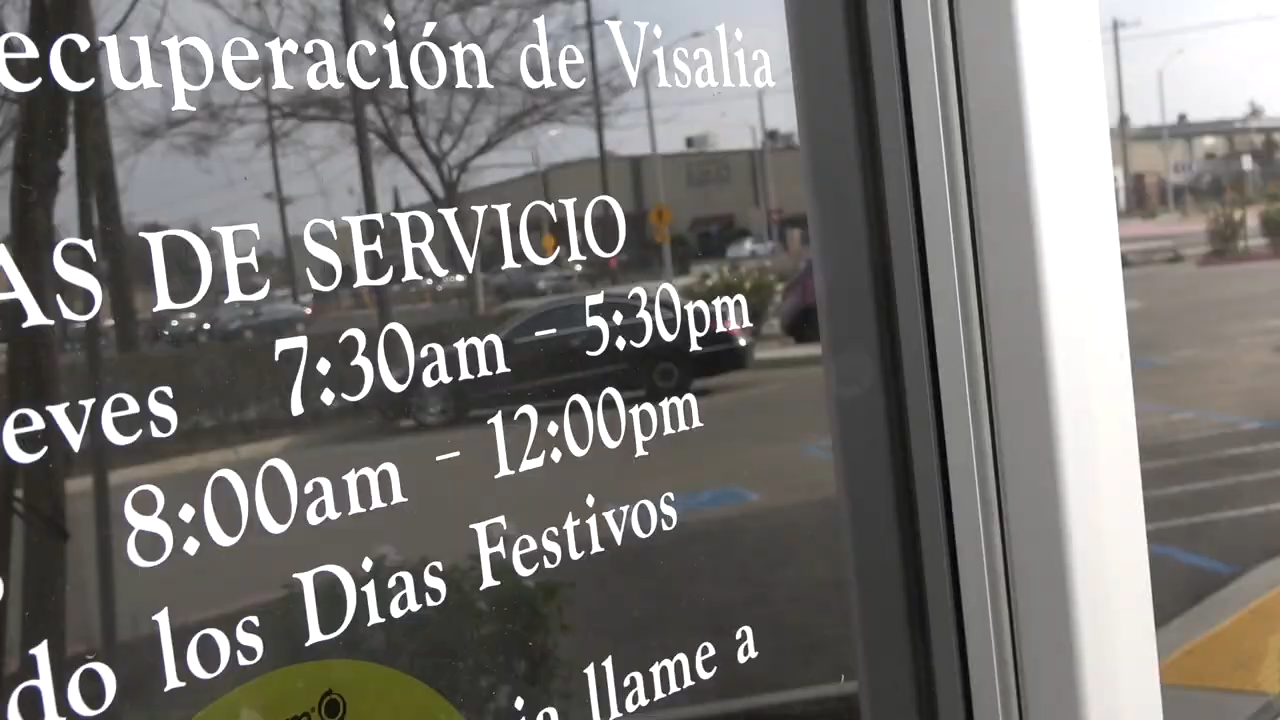 ecuperación de Visalia
AS DE SERVICIO
eves 7:30am - 5:30pm
8:00am - 12:00pm
do los Dias Festivos
llame a